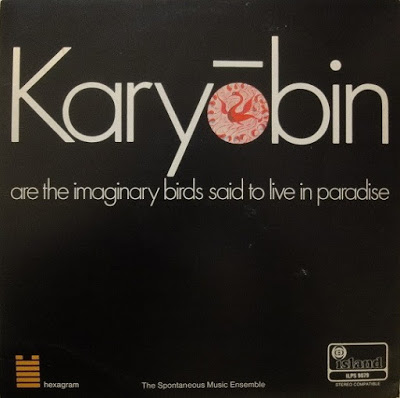 Karyōbin
are the imaginary birds said to live in paradise
hexagram
The Spontaneous Music Ensemble
island
ILPS 9079
STEREO COMPATIBLE